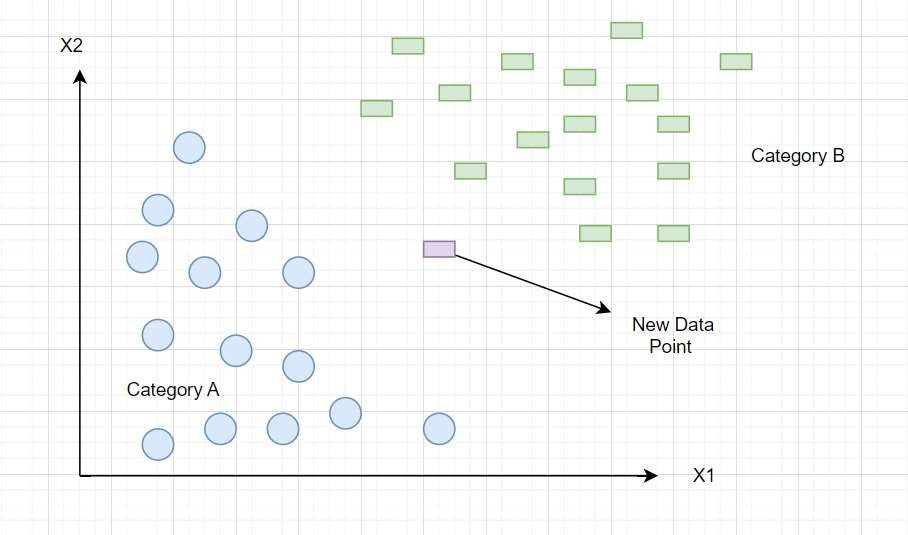 X2
Category B
New Data
Point
Category A
X1